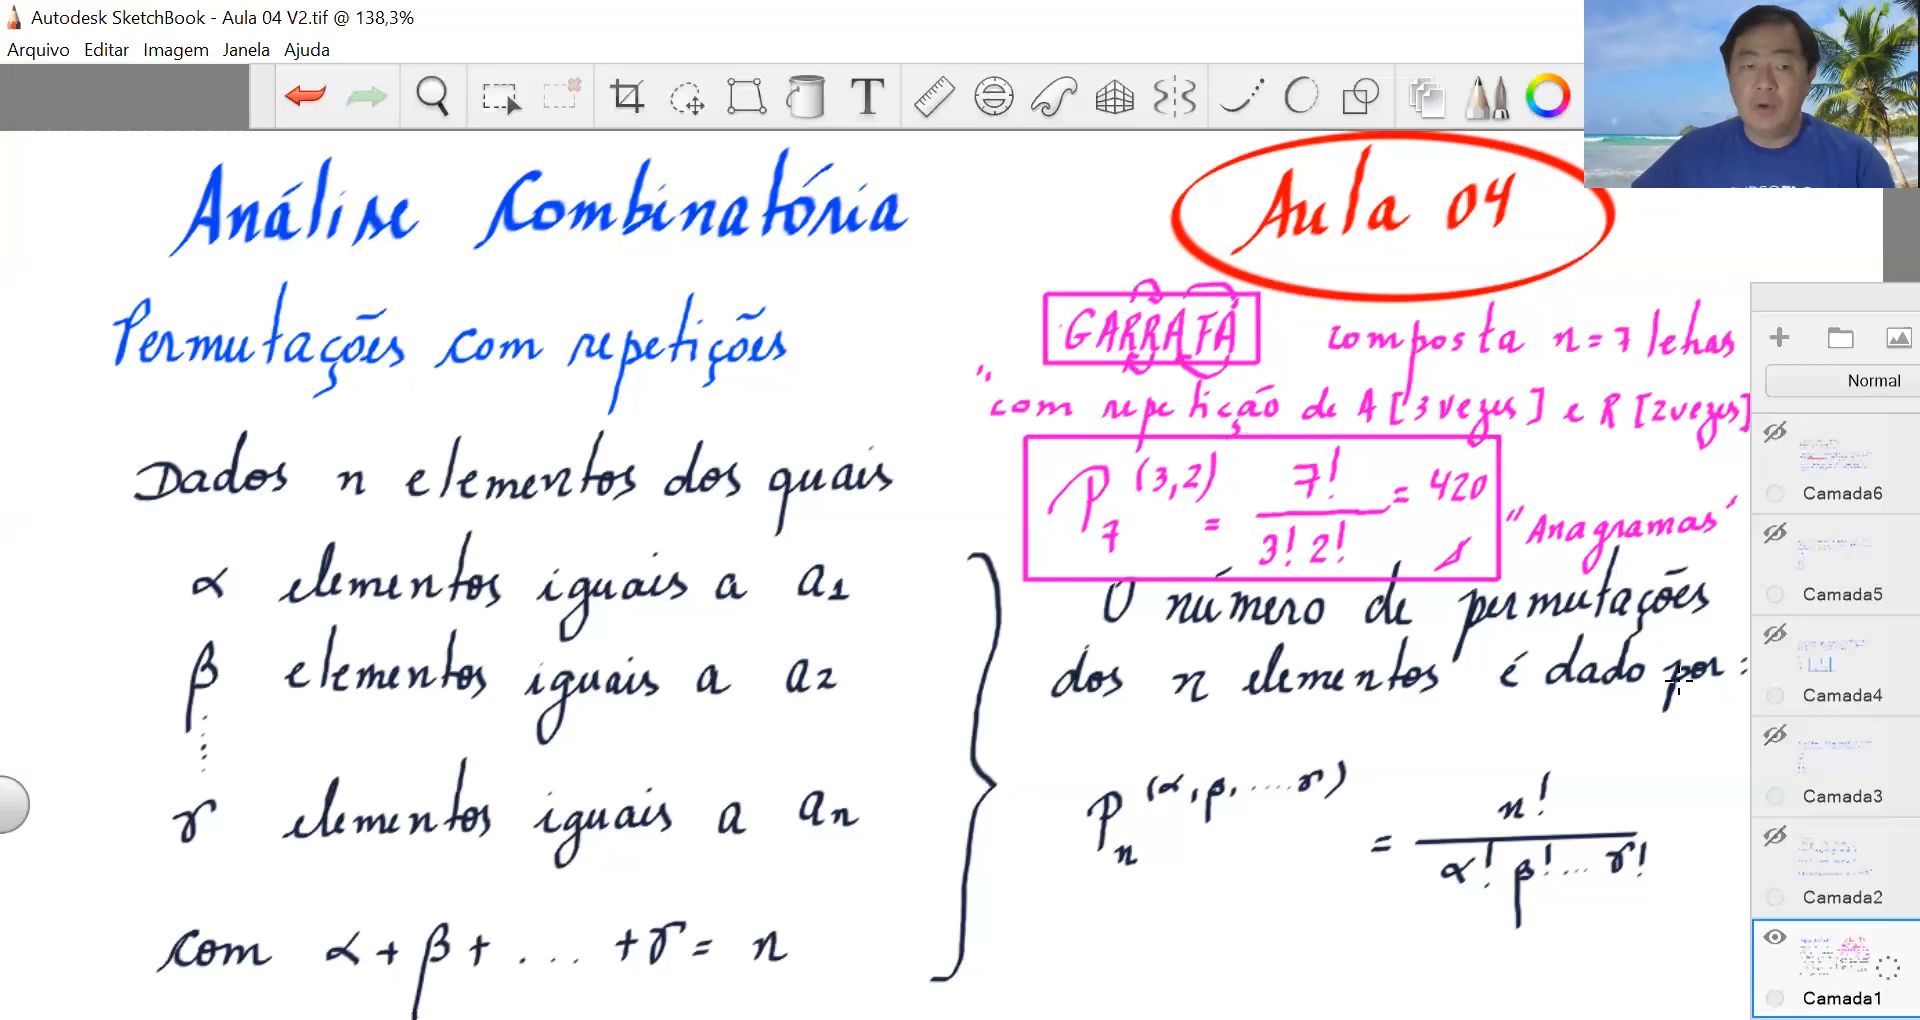 Autodesk SketchBook - Aula 04 V2.tif @ 138,3%
Arquivo Editar Imagem Janela Ajuda
T
Análise Combinatória
Aula 04
Permutações com repetições
GARRAFA composta n = 7 letras
"com repetição de A [3 vezes] e R [2 vezes]
P₇^(3,2) = 7! / 3! 2! = 420
"Anagramas"
Dados n elementos dos quais
α elementos iguais a a₁
β elementos iguais a a₂
⋮
γ elementos iguais a aₙ
com α + β + ... + γ = n
O número de permutações
dos n elementos é dado por:
Pₙ^(α, β, .... γ) = n! / α! β! ... γ!
Normal
Camada6
Camada5
Camada4
Camada3
Camada2
Camada1